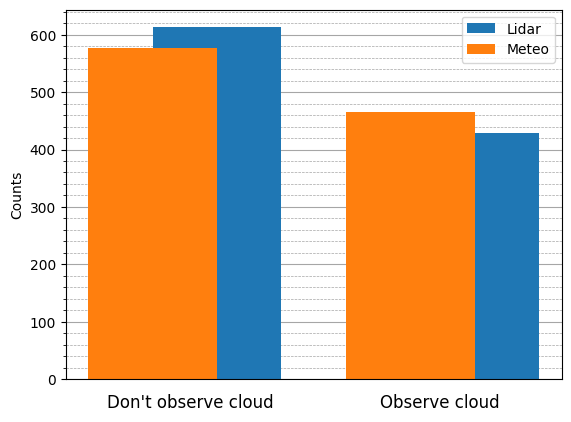 600
500
400
300
200
100
0
Counts
Lidar
Meteo
Don't observe cloud
Observe cloud